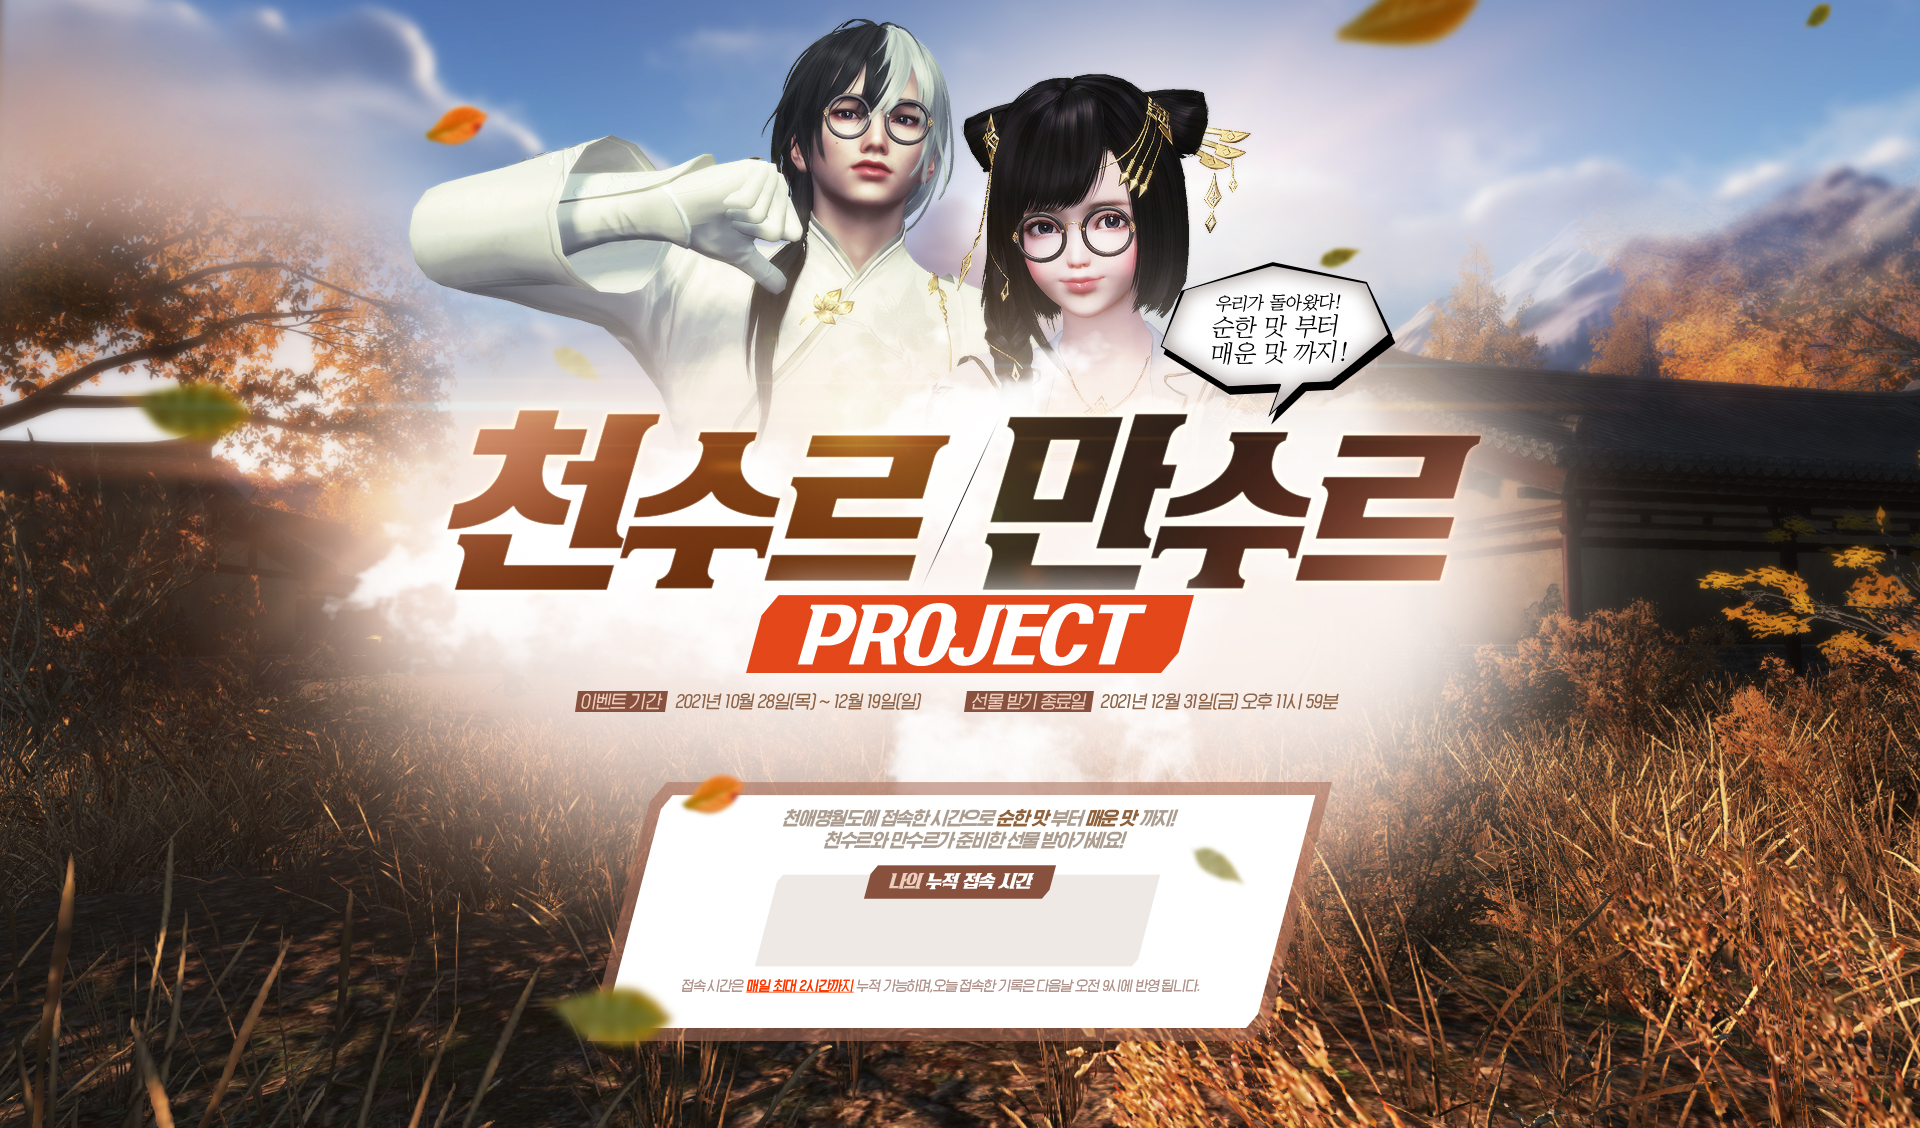 우리가 돌아왔다!
순한 맛 부터
매운 맛 까지!
천수르 / 만수르
PROJECT
이벤트 기간 2021년 10월 28일(목) ~ 12월 19일(일) 선물 받기 종료일 2021년 12월 31일(금) 오후 11시 59분
천애명월도에 접속한 시간으로 순한 맛 부터 매운 맛 까지!
천수르와 만수르가 준비한 선물 받아가세요!
나의 누적 접속 시간
접속 시간은 매일 최대 2시간까지 누적 가능하며,오늘 접속한 기록은 다음날 오전 9시에 반영 됩니다.